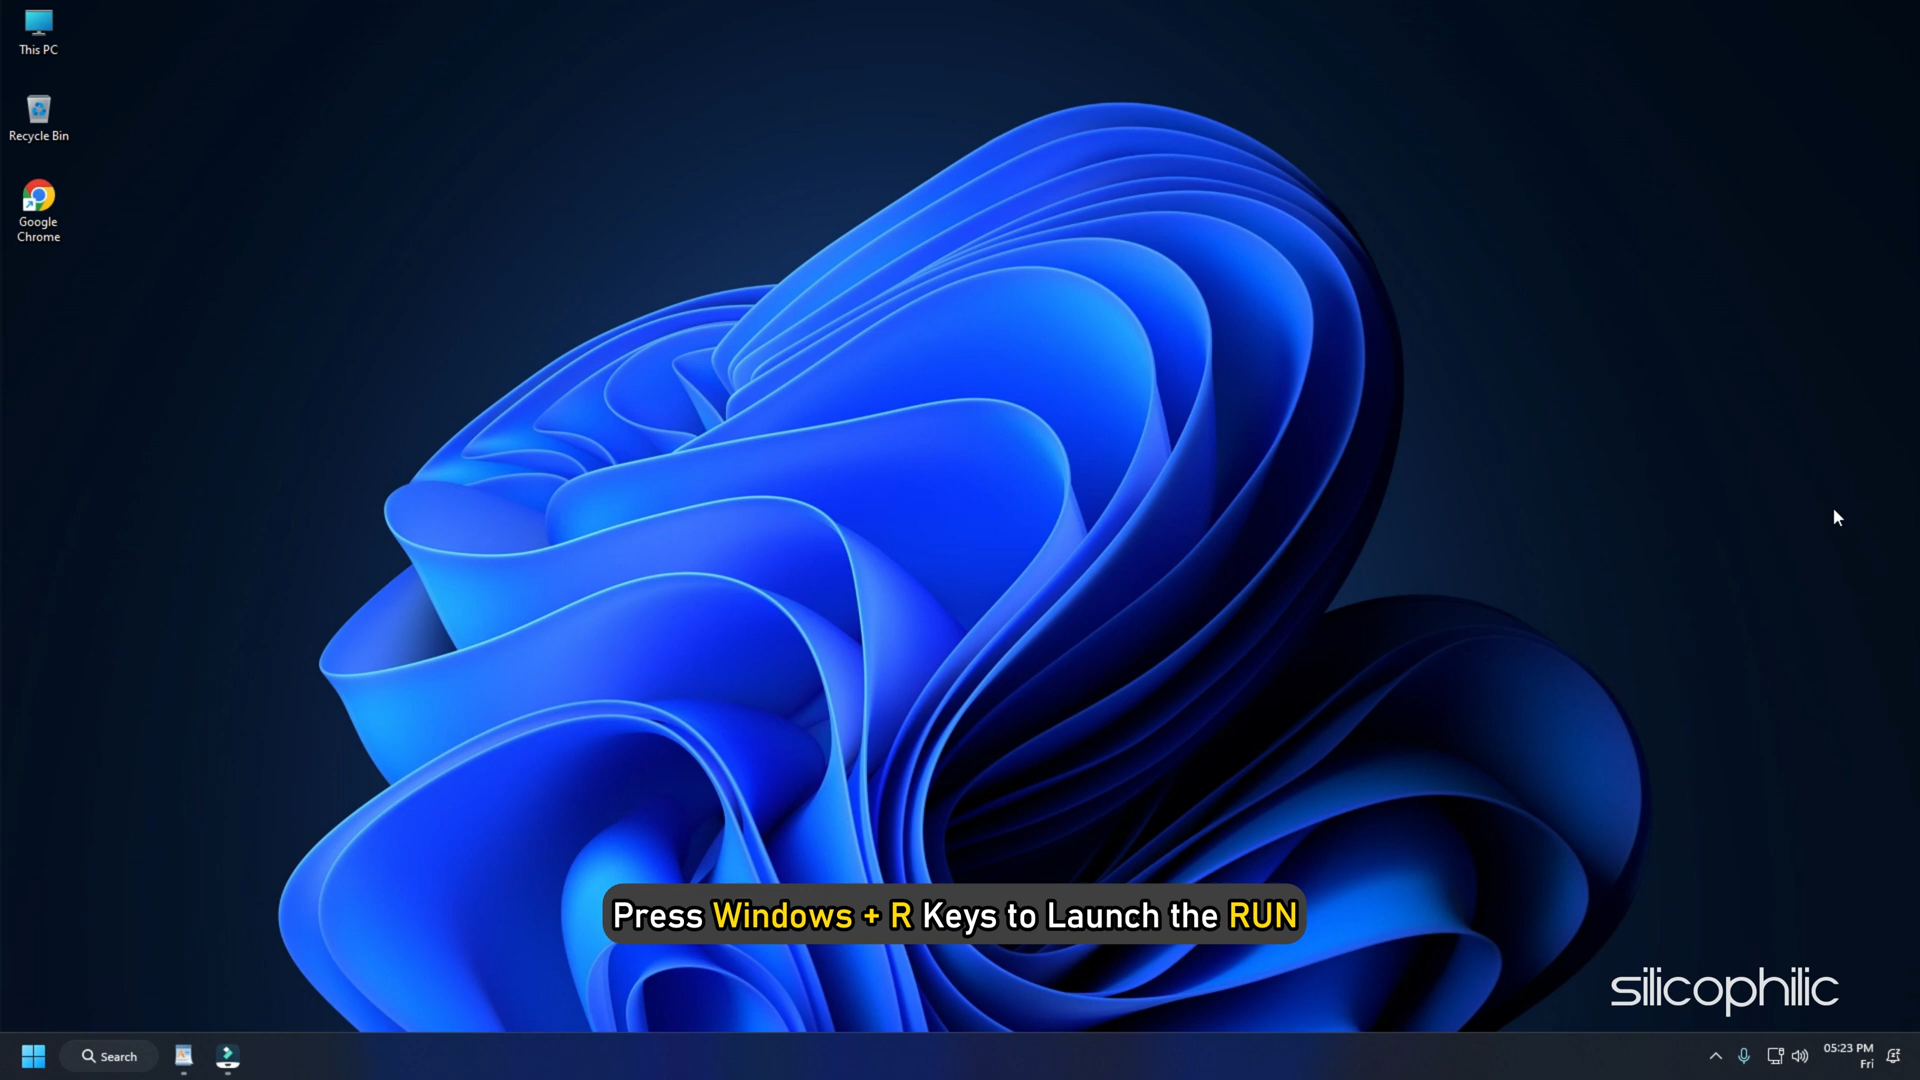 This PC
Recycle Bin
Google
Chrome
Press Windows + R Keys to Launch the RUN
silicophilic
Search
05:23 PM
Fri